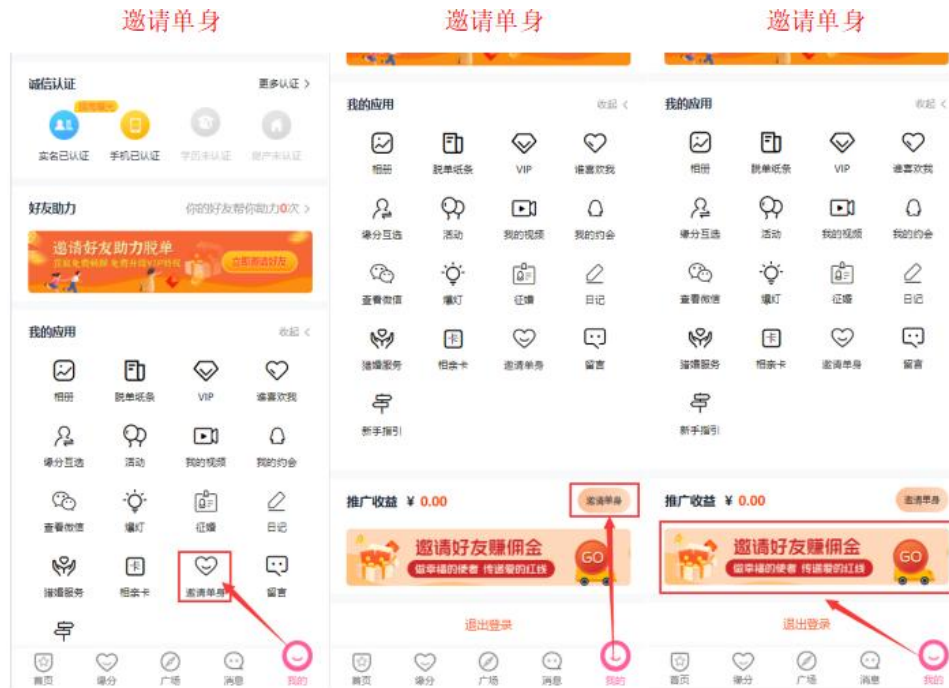 邀请单身
诚信认证
更多认证 >
实名已认证
手机已认证
学历未认证
房产未认证
好友助力
你的好友帮你助力0次 >
邀请好友助力脱单
立即邀请好友
我的应用
收起
相册
脱单纸条
VIP
谁喜欢我
缘分互选
活动
我的视频
我的约会
查看微信
爆灯
征婚
日记
猎婚服务
相亲卡
邀请单身
留言
首页
缘分
广场
消息
我的
邀请单身
我的应用
收起
相册
脱单纸条
VIP
谁喜欢我
缘分互选
活动
我的视频
我的约会
查看微信
爆灯
征婚
日记
猎婚服务
相亲卡
邀请单身
留言
新手指引
推广收益 ¥ 0.00
邀请单身
邀请好友赚佣金
做幸福的使者 传递爱的红线
GO
退出登录
首页
缘分
广场
消息
我的
邀请单身
我的应用
收起
相册
脱单纸条
VIP
谁喜欢我
缘分互选
活动
我的视频
我的约会
查看微信
爆灯
征婚
日记
猎婚服务
相亲卡
邀请单身
留言
新手指引
推广收益 ¥ 0.00
邀请单身
邀请好友赚佣金
做幸福的使者 传递爱的红线
GO
退出登录
首页
缘分
广场
消息
我的